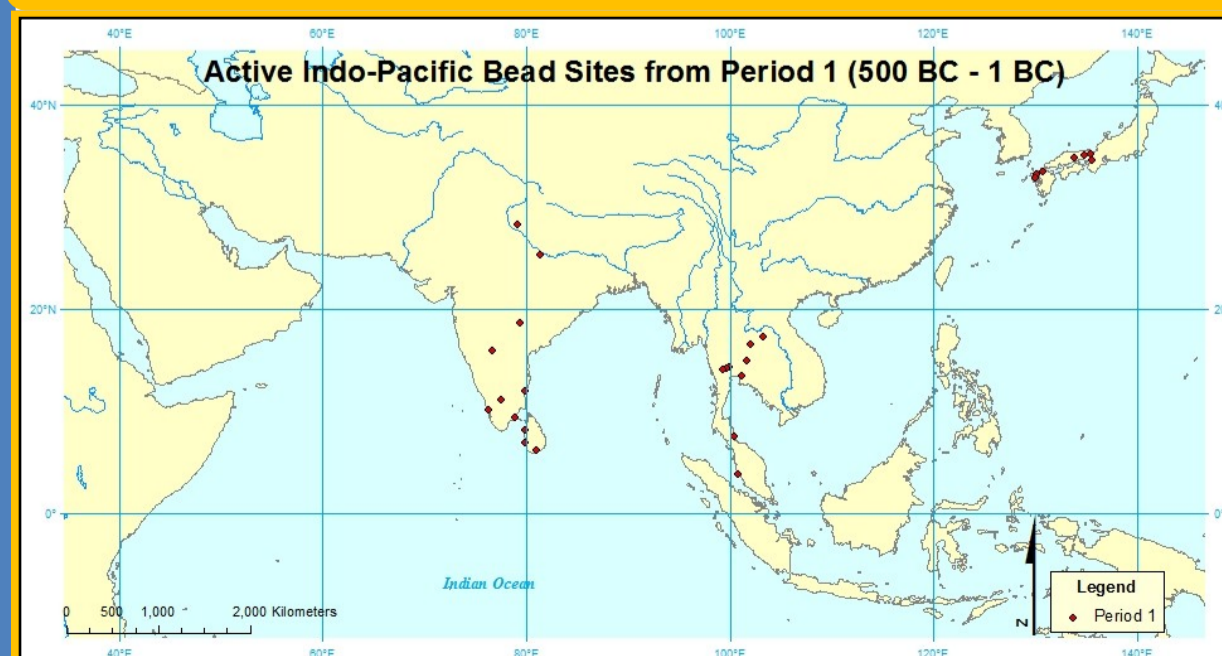 40°E 60°E 80°E 100°E 120°E 140°E
Active Indo-Pacific Bead Sites from Period 1 (500 BC - 1 BC)
40°N
20°N
0°
Indian Ocean
0 500 1,000 2,000 Kilometers
N
Legend
Period 1
40°E 60°E 80°E 100°E 120°E 140°E